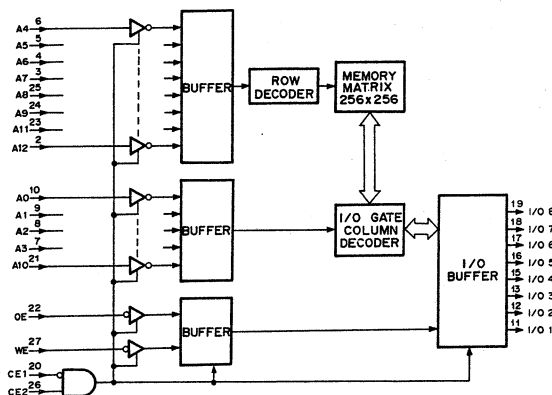 A4 6
A5 5
A6 4
A7 3
A8 25
A9 24
A11 23
A12 2
BUFFER
ROW
DECODER
MEMORY
MATRIX
256x256
A0 10
A1 9
A2 8
A3 7
A10 21
BUFFER
I/O GATE
COLUMN
DECODER
I/O
BUFFER
19 I/O 8
18 I/O 7
17 I/O 6
16 I/O 5
15 I/O 4
13 I/O 3
12 I/O 2
11 I/O 1
OE 22
WE 27
BUFFER
CE1 20
CE2 26